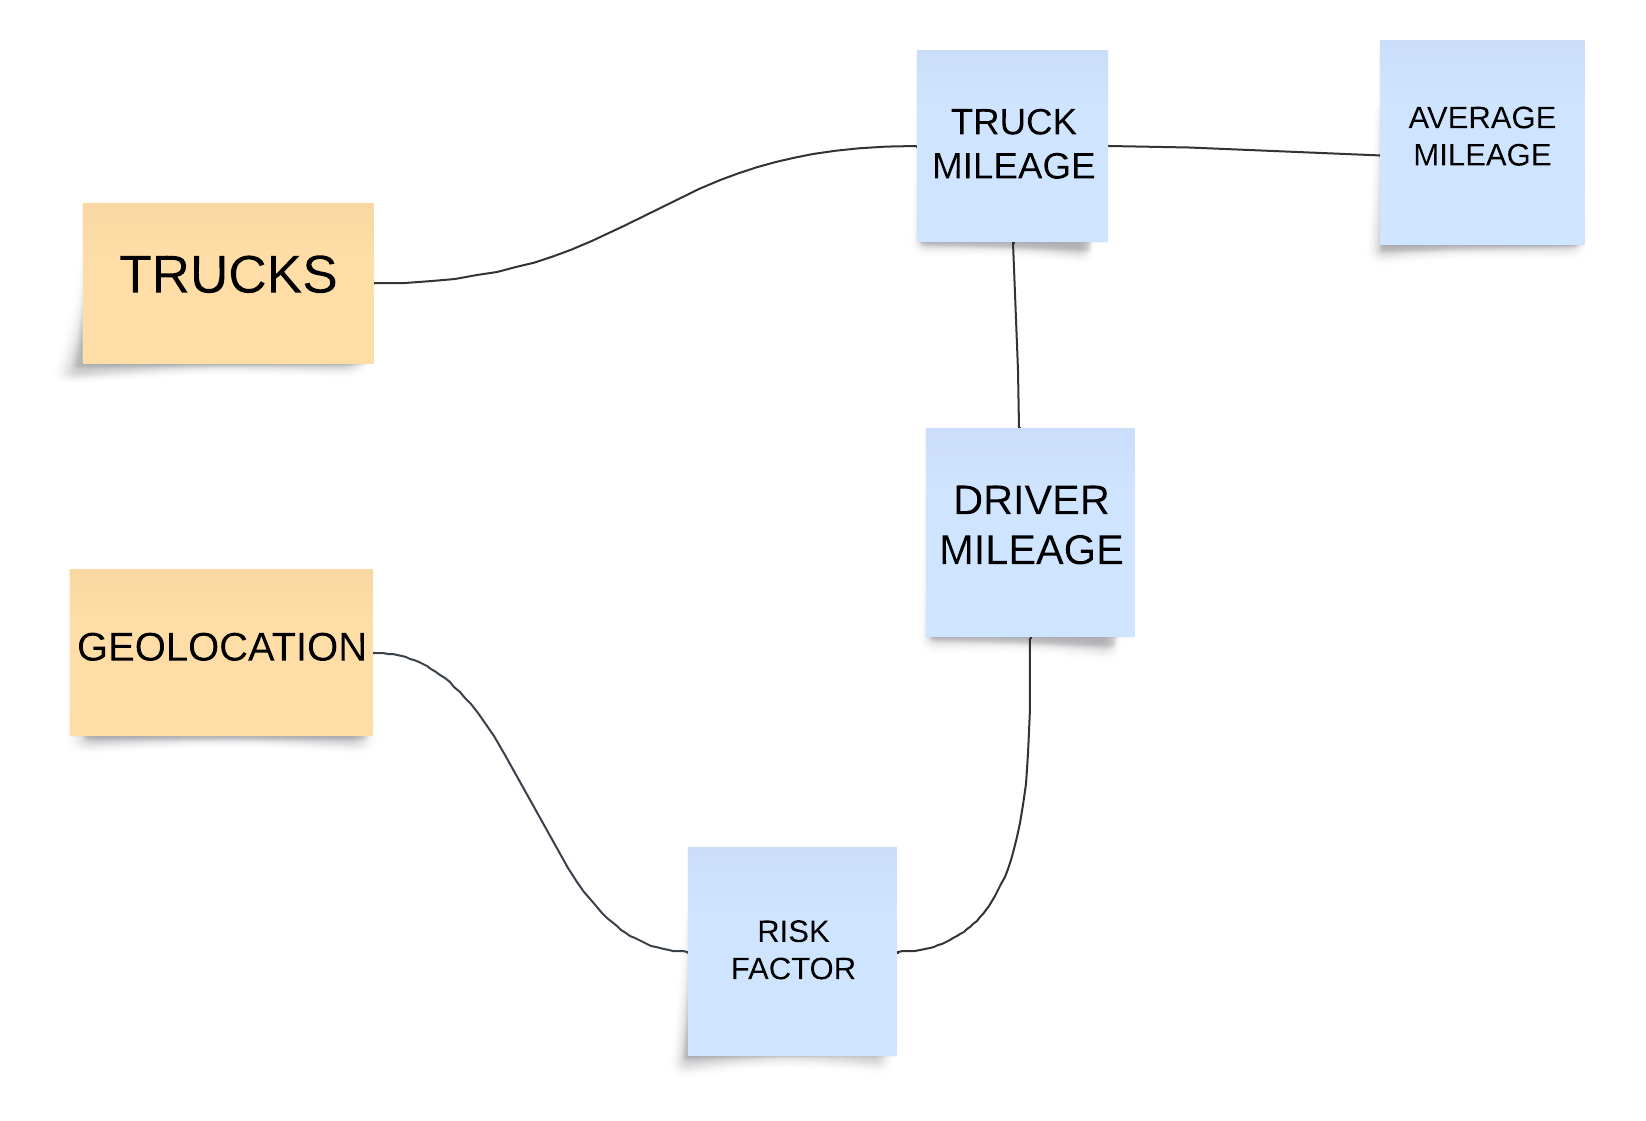 TRUCK
MILEAGE
AVERAGE
MILEAGE
TRUCKS
DRIVER
MILEAGE
GEOLOCATION
RISK
FACTOR